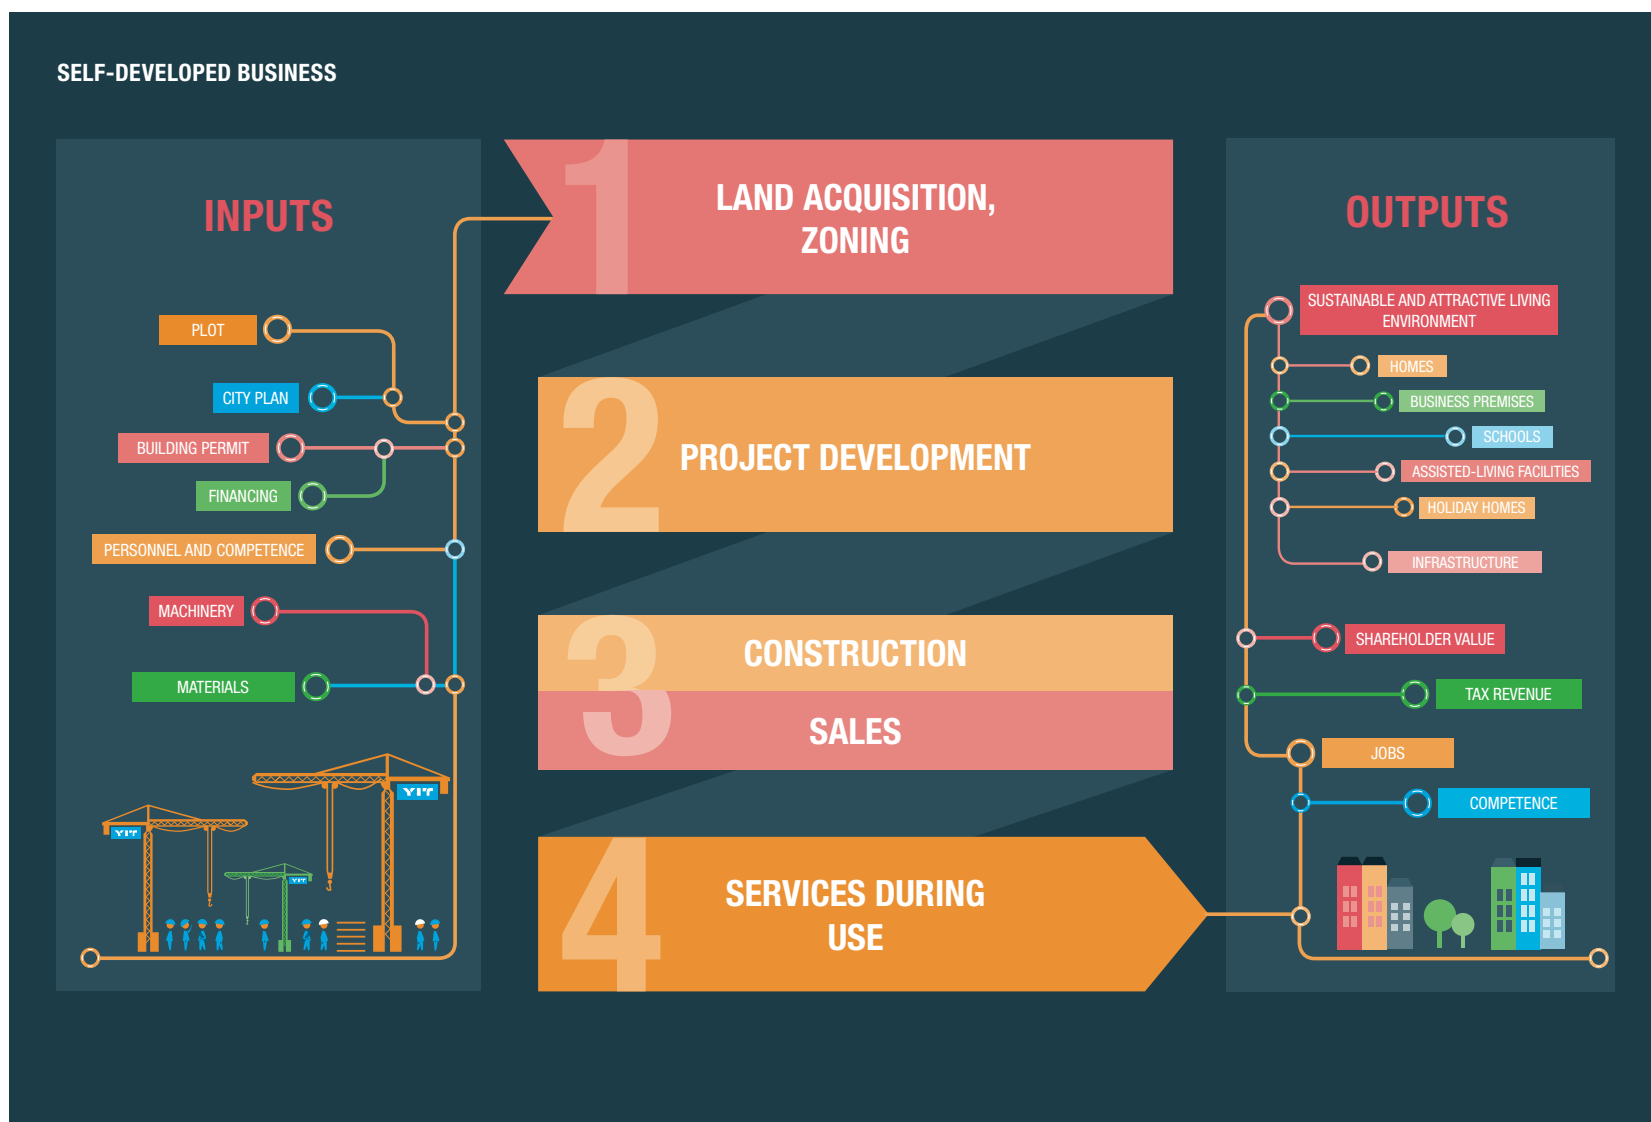 SELF-DEVELOPED BUSINESS
INPUTS
PLOT
CITY PLAN
BUILDING PERMIT
FINANCING
PERSONNEL AND COMPETENCE
MACHINERY
MATERIALS
YIT
YIT
YIT
1
LAND ACQUISITION,
ZONING
2
PROJECT DEVELOPMENT
3
CONSTRUCTION
SALES
4
SERVICES DURING
USE
OUTPUTS
SUSTAINABLE AND ATTRACTIVE LIVING
ENVIRONMENT
HOMES
BUSINESS PREMISES
SCHOOLS
ASSISTED-LIVING FACILITIES
HOLIDAY HOMES
INFRASTRUCTURE
SHAREHOLDER VALUE
TAX REVENUE
JOBS
COMPETENCE